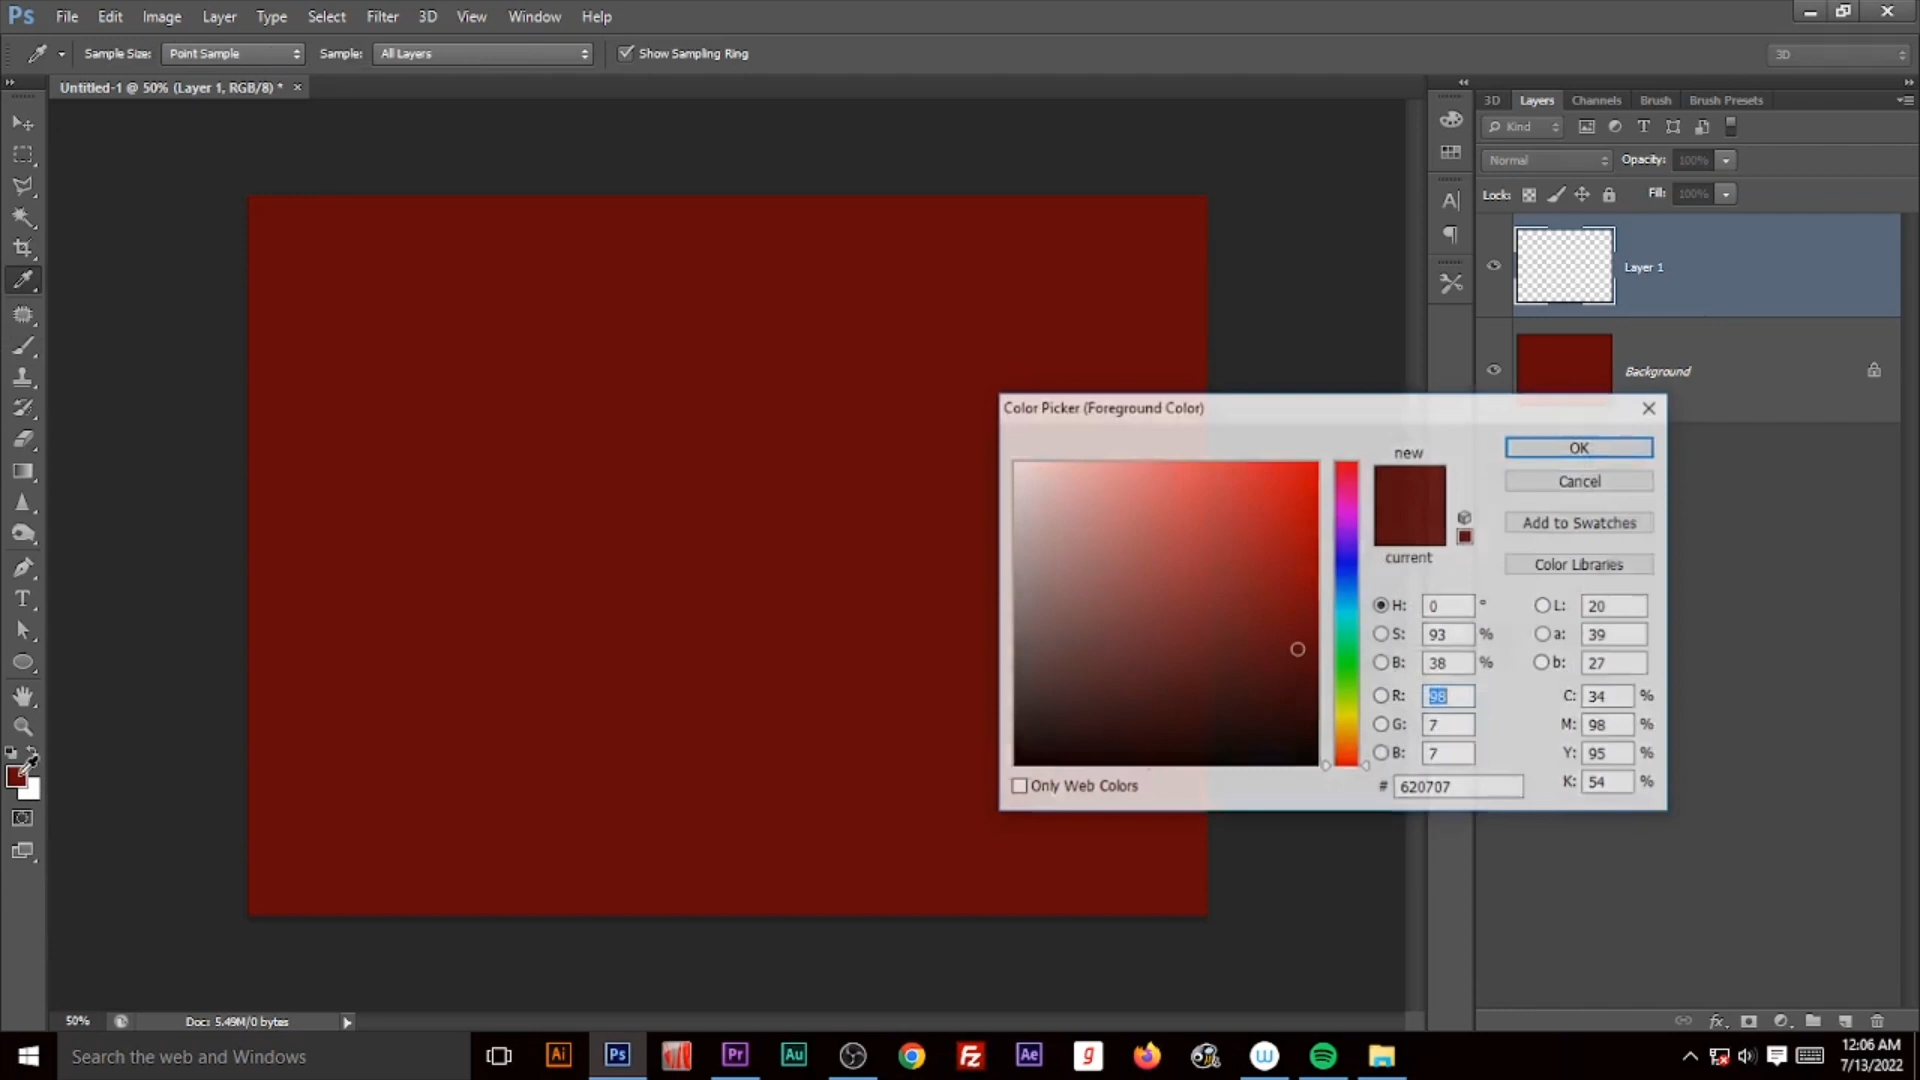 Ps File Edit Image Layer Type Select Filter 3D View Window Help
Sample Size: Point Sample Sample: All Layers Show Sampling Ring 3D
Untitled-1 @ 50% (Layer 1, RGB/8) *
3D Layers Channels Brush Brush Presets
Kind
Normal Opacity: 100%
Lock: Fill: 100%
Layer 1
Background
Color Picker (Foreground Color)
new
current
OK
Cancel
Add to Swatches
Color Libraries
H: 0 ° L: 20
S: 93 % a: 39
B: 38 % b: 27
R: 98 C: 34 %
G: 7 M: 98 %
B: 7 Y: 95 %
Only Web Colors # 620707 K: 54 %
50% Doc: 5.49M/0 bytes
fx
Search the web and Windows
Ai Ps Pr Au Fz Ae g W
12:06 AM
7/13/2022